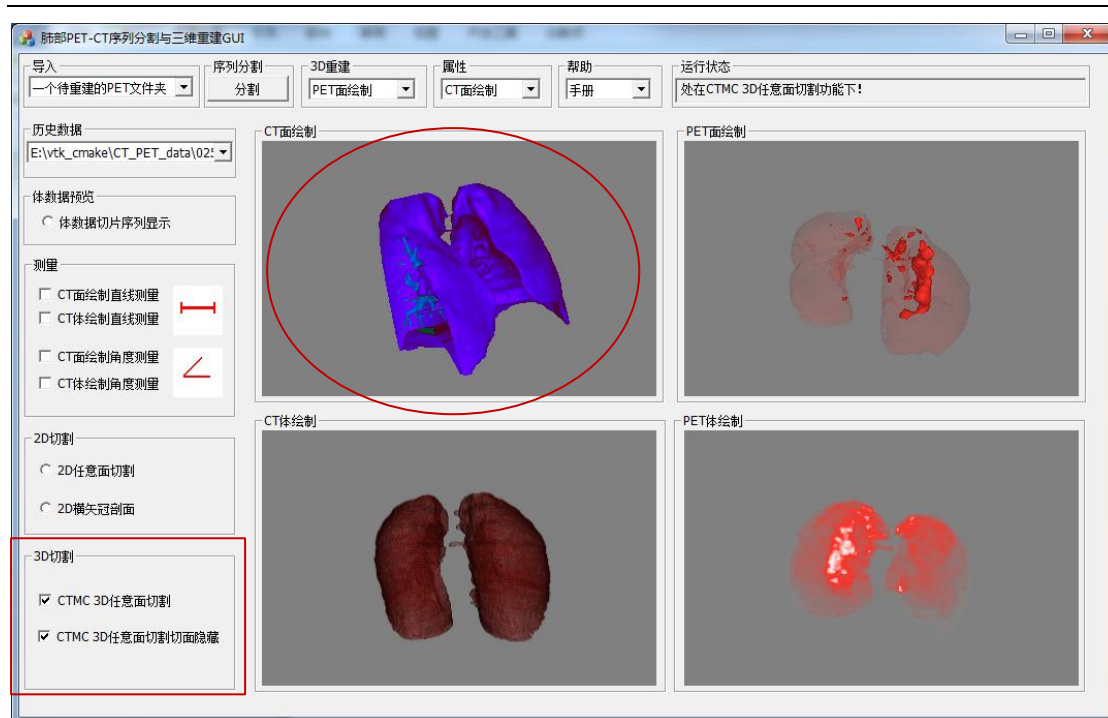 肺部PET-CT序列分割与三维重建GUI
导入
序列分割
3D重建
属性
帮助
运行状态
一个待重建的PET文件夹
分割
PET面绘制
CT面绘制
手册
处在CTMC 3D任意面切割功能下!
历史数据
E:\vtk_cmake\CT_PET_data\025
体数据预览
体数据切片序列显示
测量
CT面绘制直线测量
CT体绘制直线测量
CT面绘制角度测量
CT体绘制角度测量
2D切割
2D任意面切割
2D横矢冠剖面
3D切割
CTMC 3D任意面切割
CTMC 3D任意面切割切面隐藏
CT面绘制
PET面绘制
CT体绘制
PET体绘制